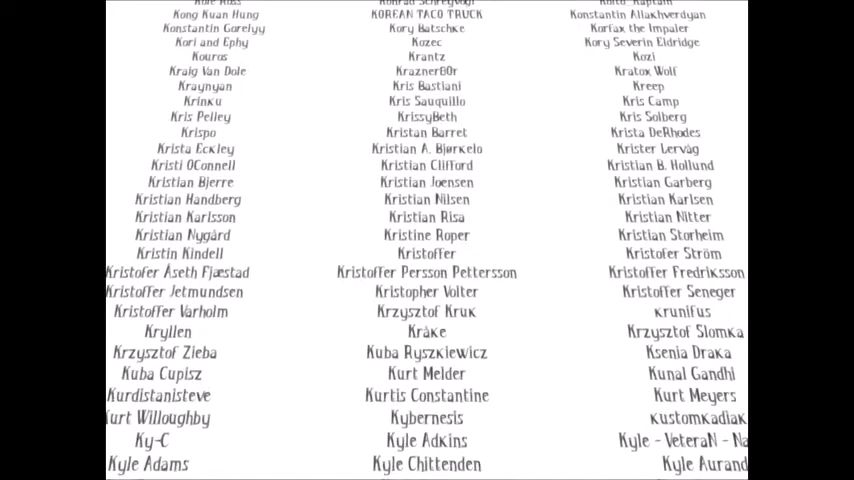 Kong Kuan Hung KOREAN TACO TRUCK Konstantin Allakhverdyan
Konstantin Gorelyy Kory Batschke Korfax the Impaler
Kori and Ephy Kozec Kory Severin Eldridge
Kouros Krantz Kozi
Kraig Van Dole Krazner80r Kratox Wolf
Kraynyan Kris Bastiani Kreep
Krinku Kris Sauquillo Kris Camp
Kris Pelley KrissyBeth Kris Solberg
Krispo Kristan Barret Krista DeRhodes
Krista Eckley Kristian A. Bjørkelo Krister Lervåg
Kristi OConnell Kristian Clifford Kristian B. Hollund
Kristian Bjerre Kristian Joensen Kristian Garberg
Kristian Handberg Kristian Nilsen Kristian Karlsen
Kristian Karlsson Kristian Risa Kristian Nitter
Kristian Nygård Kristine Roper Kristian Storheim
Kristin Kindell Kristoffer Kristofer Ström
Kristofer Åseth Fjæstad Kristoffer Persson Pettersson Kristoffer Fredriksson
Kristoffer Jetmundsen Kristopher Volter Kristoffer Seneger
Kristoffer Varholm Krzysztof Kruk krunifus
Kryllen Kråke Krzysztof Slomka
Krzysztof Zieba Kuba Ryszkiewicz Ksenia Draka
Kuba Cupisz Kurt Melder Kunal Gandhi
Kurdistanisteve Kurtis Constantine Kurt Meyers
Kurt Willoughby Kybernesis kustomkadiak
Ky-C Kyle Adkins Kyle - VeteraN - Na
Kyle Adams Kyle Chittenden Kyle Aurand